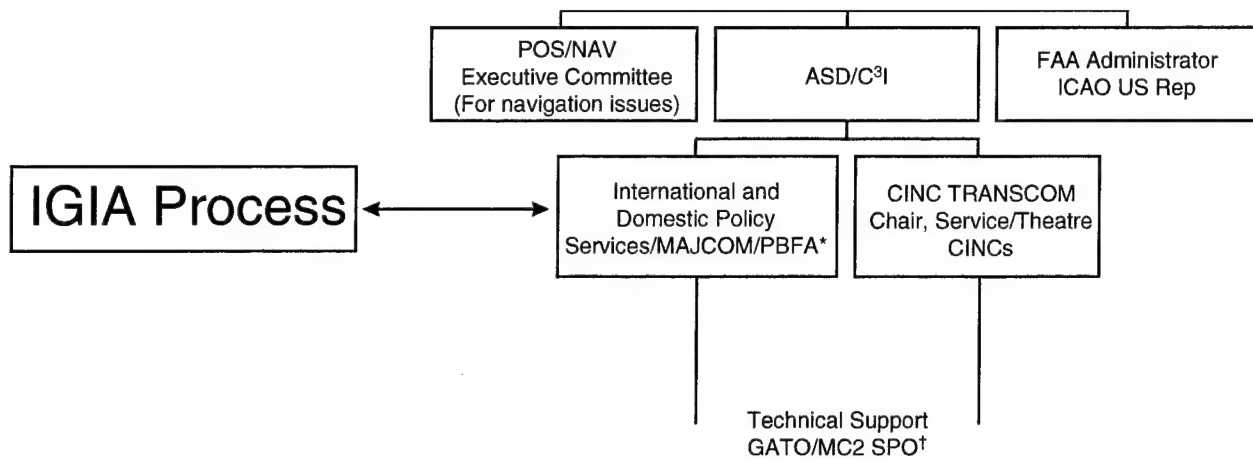 POS/NAV
Executive Committee
(For navigation issues)
ASD/C³I
FAA Administrator
ICAO US Rep
IGIA Process
International and
Domestic Policy
Services/MAJCOM/PBFA*
CINC TRANSCOM
Chair, Service/Theatre
CINCs
Technical Support
GATO/MC2 SPO†